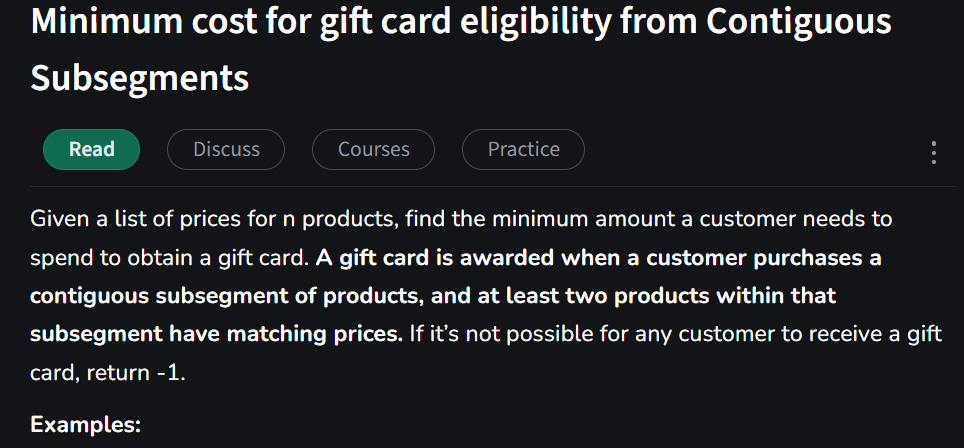 Minimum cost for gift card eligibility from Contiguous
Subsegments
Read
Discuss
Courses
Practice
Given a list of prices for n products, find the minimum amount a customer needs to
spend to obtain a gift card. A gift card is awarded when a customer purchases a
contiguous subsegment of products, and at least two products within that
subsegment have matching prices. If it’s not possible for any customer to receive a gift
card, return -1.
Examples: